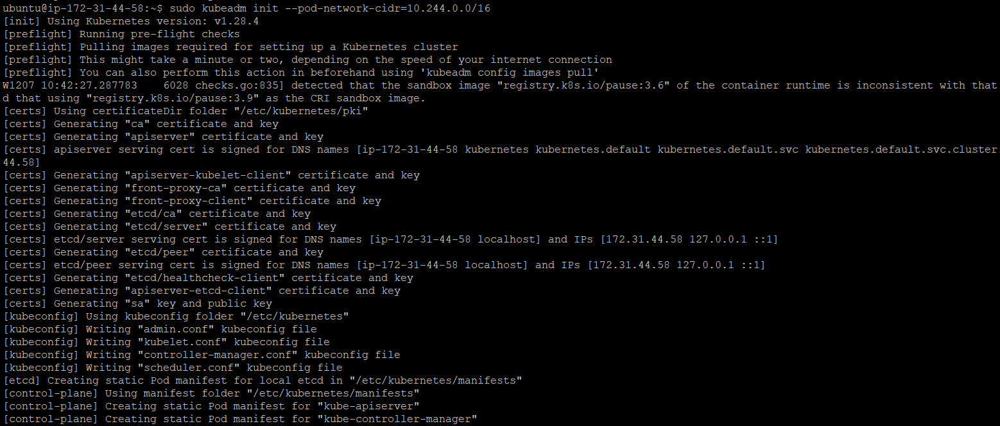 ubuntu@ip-172-31-44-58:~$ sudo kubeadm init --pod-network-cidr=10.244.0.0/16
[init] Using Kubernetes version: v1.28.4
[preflight] Running pre-flight checks
[preflight] Pulling images required for setting up a Kubernetes cluster
[preflight] This might take a minute or two, depending on the speed of your internet connection
[preflight] You can also perform this action in beforehand using 'kubeadm config images pull'
W1207 10:42:27.287783    6028 checks.go:835] detected that the sandbox image "registry.k8s.io/pause:3.6" of the container runtime is inconsistent with that
d that using "registry.k8s.io/pause:3.9" as the CRI sandbox image.
[certs] Using certificateDir folder "/etc/kubernetes/pki"
[certs] Generating "ca" certificate and key
[certs] Generating "apiserver" certificate and key
[certs] apiserver serving cert is signed for DNS names [ip-172-31-44-58 kubernetes kubernetes.default kubernetes.default.svc kubernetes.default.svc.cluster.
44.58]
[certs] Generating "apiserver-kubelet-client" certificate and key
[certs] Generating "front-proxy-ca" certificate and key
[certs] Generating "front-proxy-client" certificate and key
[certs] Generating "etcd/ca" certificate and key
[certs] Generating "etcd/server" certificate and key
[certs] etcd/server serving cert is signed for DNS names [ip-172-31-44-58 localhost] and IPs [172.31.44.58 127.0.0.1 ::1]
[certs] Generating "etcd/peer" certificate and key
[certs] etcd/peer serving cert is signed for DNS names [ip-172-31-44-58 localhost] and IPs [172.31.44.58 127.0.0.1 ::1]
[certs] Generating "etcd/healthcheck-client" certificate and key
[certs] Generating "apiserver-etcd-client" certificate and key
[certs] Generating "sa" key and public key
[kubeconfig] Using kubeconfig folder "/etc/kubernetes"
[kubeconfig] Writing "admin.conf" kubeconfig file
[kubeconfig] Writing "kubelet.conf" kubeconfig file
[kubeconfig] Writing "controller-manager.conf" kubeconfig file
[kubeconfig] Writing "scheduler.conf" kubeconfig file
[etcd] Creating static Pod manifest for local etcd in "/etc/kubernetes/manifests"
[control-plane] Using manifest folder "/etc/kubernetes/manifests"
[control-plane] Creating static Pod manifest for "kube-apiserver"
[control-plane] Creating static Pod manifest for "kube-controller-manager"